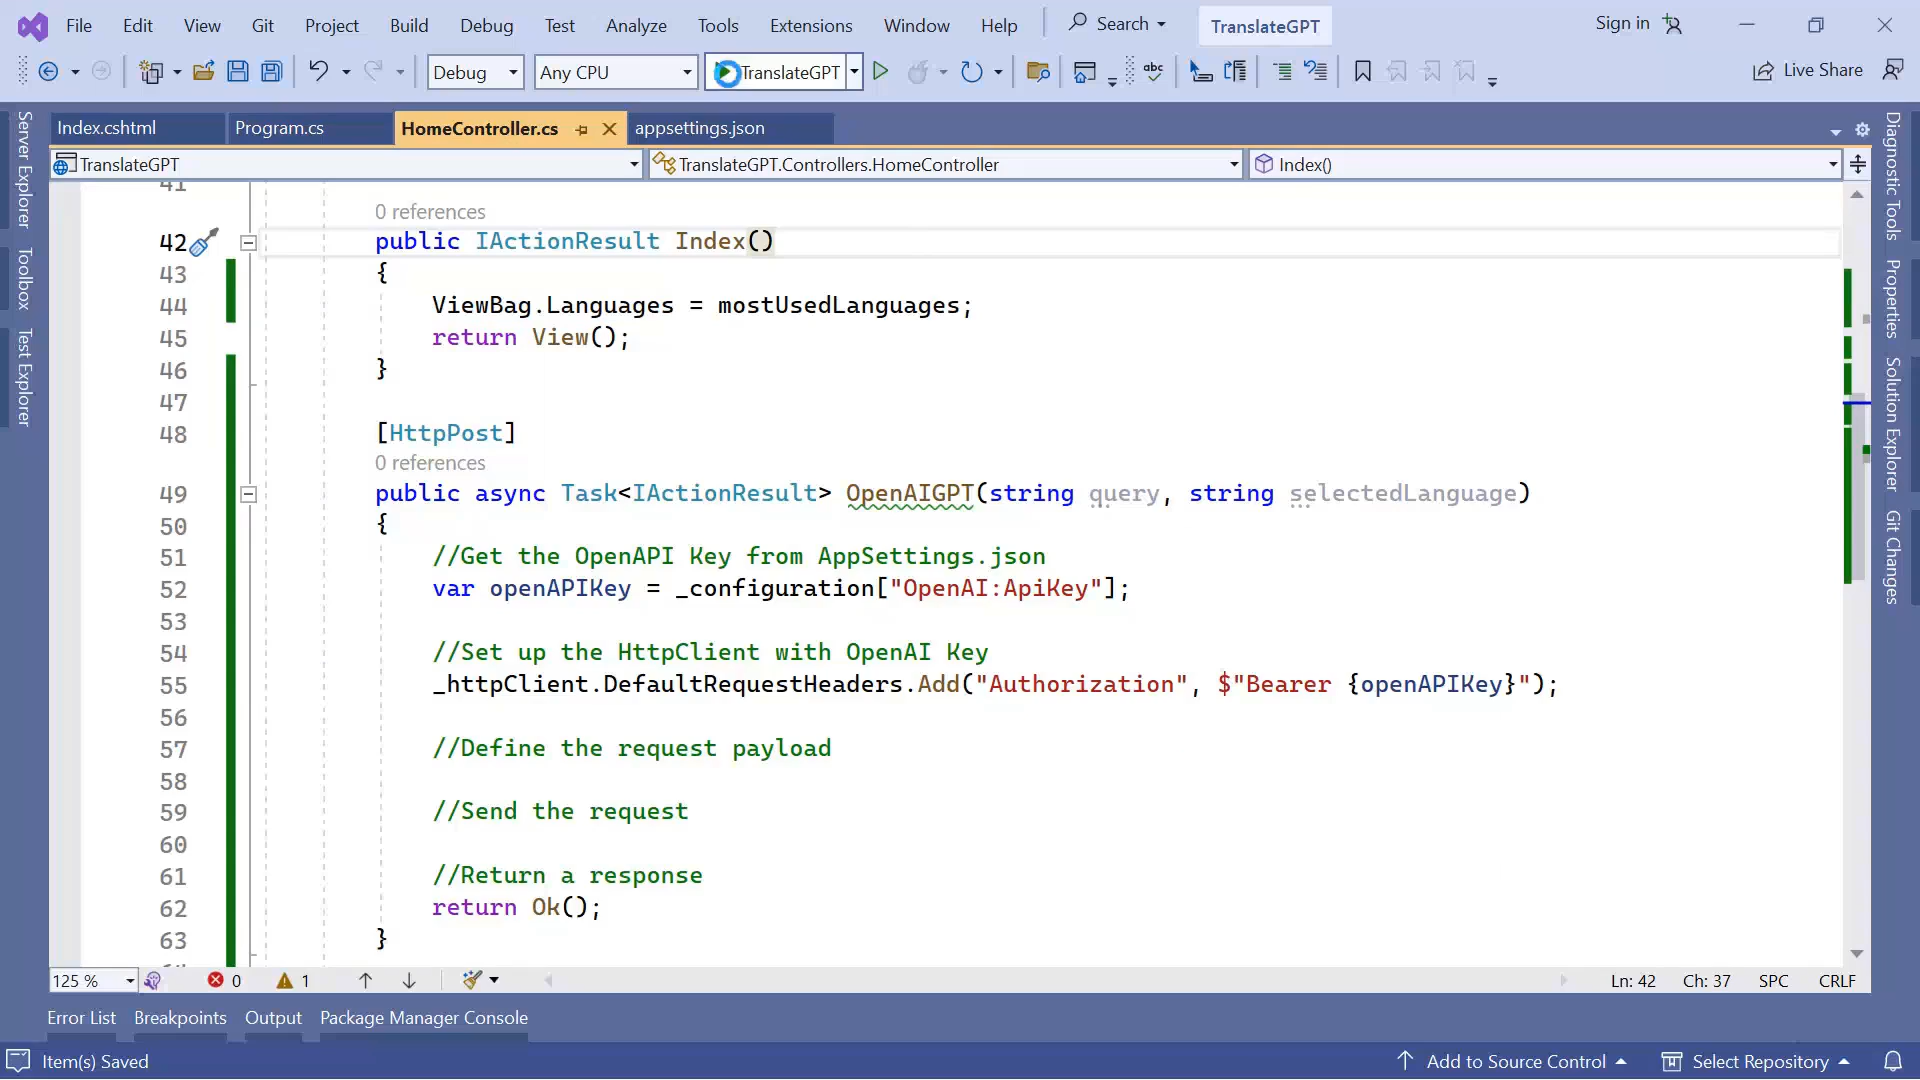 File Edit View Git Project Build Debug Test Analyze Tools Extensions Window Help Search TranslateGPT Sign in
Debug Any CPU TranslateGPT Live Share
Server Explorer
Toolbox
Test Explorer
Index.cshtml Program.cs HomeController.cs appsettings.json
TranslateGPT TranslateGPT.Controllers.HomeController Index()
41
0 references
42 public IActionResult Index()
43 {
44 ViewBag.Languages = mostUsedLanguages;
45 return View();
46 }
47
48 [HttpPost]
0 references
49 public async Task<IActionResult> OpenAIGPT(string query, string selectedLanguage)
50 {
51 //Get the OpenAPI Key from AppSettings.json
52 var openAPIKey = _configuration["OpenAI:ApiKey"];
53
54 //Set up the HttpClient with OpenAI Key
55 _httpClient.DefaultRequestHeaders.Add("Authorization", $"Bearer {openAPIKey}");
56
57 //Define the request payload
58
59 //Send the request
60
61 //Return a response
62 return Ok();
63 }
Diagnostic Tools
Properties
Solution Explorer
Git Changes
125 % 0 1 Ln: 42 Ch: 37 SPC CRLF
Error List Breakpoints Output Package Manager Console
Item(s) Saved Add to Source Control Select Repository